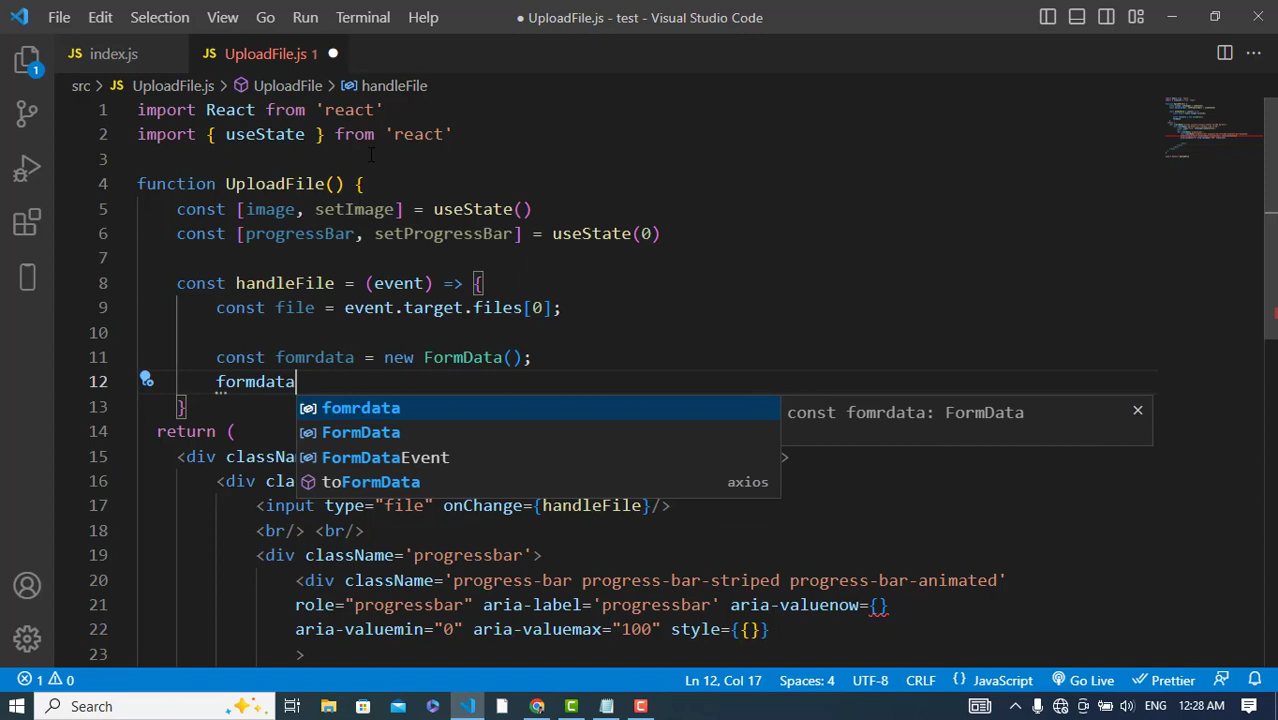 File Edit Selection View Go Run Terminal Help ● UploadFile.js - test - Visual Studio Code
JS index.js JS UploadFile.js 1 ●
src > JS UploadFile.js > UploadFile > handleFile
1 import React from 'react'
2 import { useState } from 'react'
3
4 function UploadFile() {
5 const [image, setImage] = useState()
6 const [progressBar, setProgressBar] = useState(0)
7
8 const handleFile = (event) => {
9 const file = event.target.files[0];
10
11 const fomrdata = new FormData();
12 formdata
13 }
fomrdata
const fomrdata: FormData
FormData
FormDataEvent
toFormData axios
14 return (
15 <div classNa >
16 <div cla
17 <input type="file" onChange={handleFile}/>
18 <br/> <br/>
19 <div className='progressbar'>
20 <div className='progress-bar progress-bar-striped progress-bar-animated'
21 role="progressbar" aria-label='progressbar' aria-valuenow={}
22 aria-valuemin="0" aria-valuemax="100" style={{}}
23 >
1
1 0 Ln 12, Col 17 Spaces: 4 UTF-8 CRLF {} JavaScript Go Live Prettier
Search ENG 12:28 AM